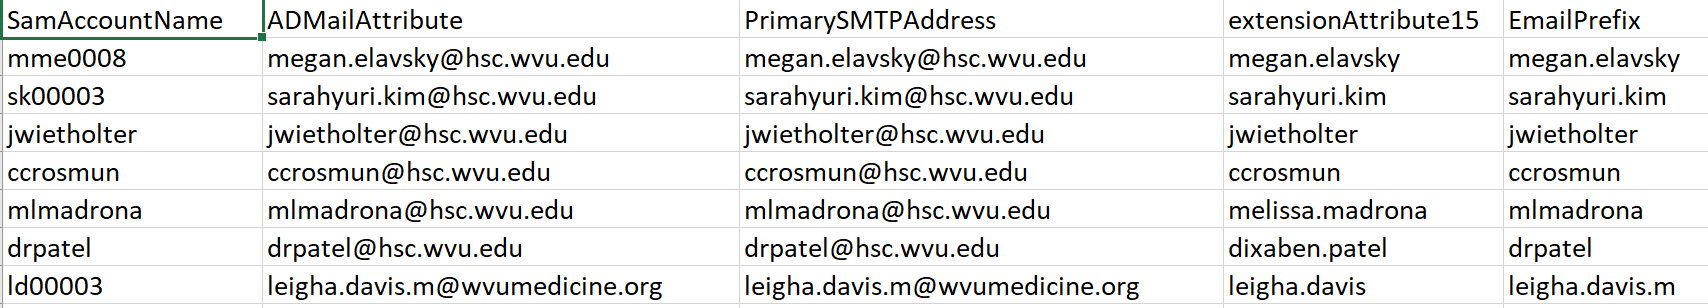 SamAccountName ADMailAttribute PrimarySMTPAddress extensionAttribute15 EmailPrefix
mme0008 megan.elavsky@hsc.wvu.edu megan.elavsky@hsc.wvu.edu megan.elavsky megan.elavsky
sk00003 sarahyuri.kim@hsc.wvu.edu sarahyuri.kim@hsc.wvu.edu sarahyuri.kim sarahyuri.kim
jwietholter jwietholter@hsc.wvu.edu jwietholter@hsc.wvu.edu jwietholter jwietholter
ccrosmun ccrosmun@hsc.wvu.edu ccrosmun@hsc.wvu.edu ccrosmun ccrosmun
mlmadrona mlmadrona@hsc.wvu.edu mlmadrona@hsc.wvu.edu melissa.madrona mlmadrona
drpatel drpatel@hsc.wvu.edu drpatel@hsc.wvu.edu dixaben.patel drpatel
ld00003 leigha.davis.m@wvumedicine.org leigha.davis.m@wvumedicine.org leigha.davis leigha.davis.m